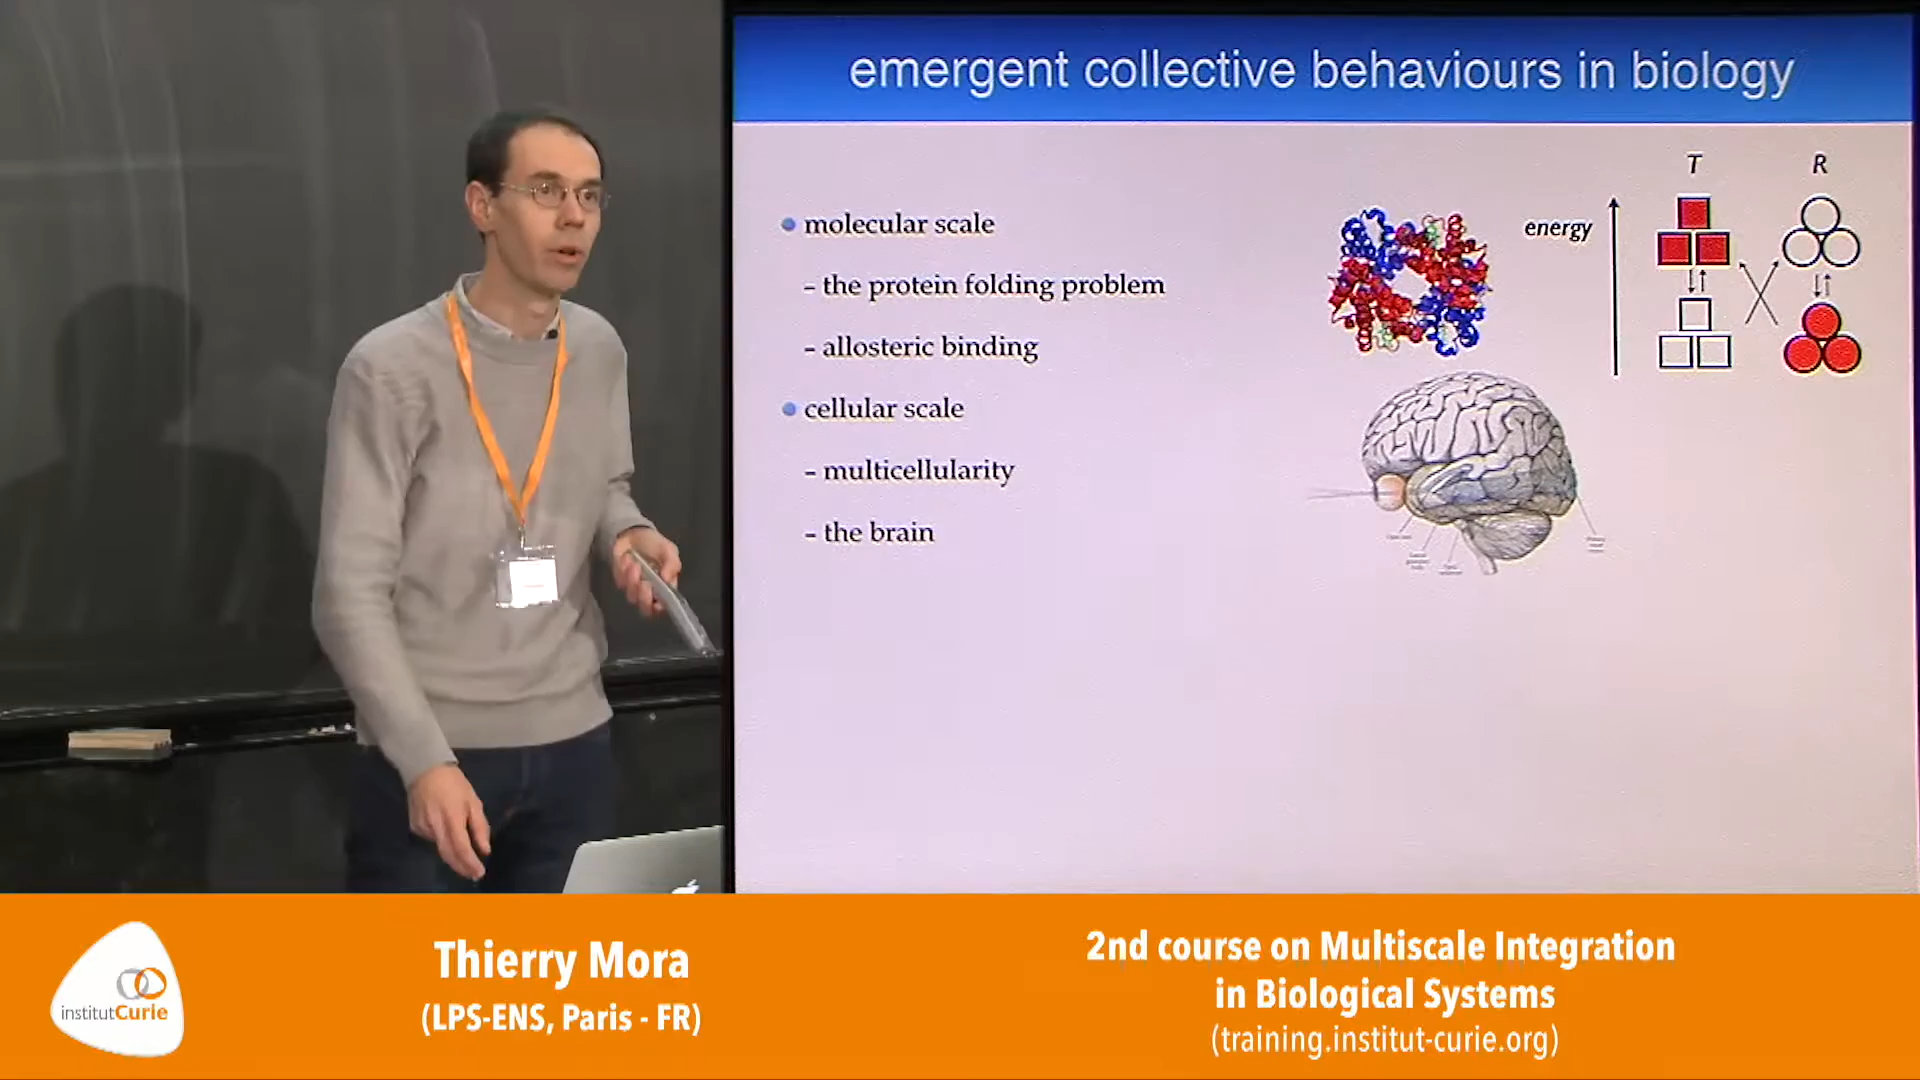 emergent collective behaviours in biology
molecular scale
- the protein folding problem
- allosteric binding
cellular scale
- multicellularity
- the brain
T
R
energy
institutCurie
Thierry Mora
(LPS-ENS, Paris - FR)
2nd course on Multiscale Integration
in Biological Systems
(training.institut-curie.org)